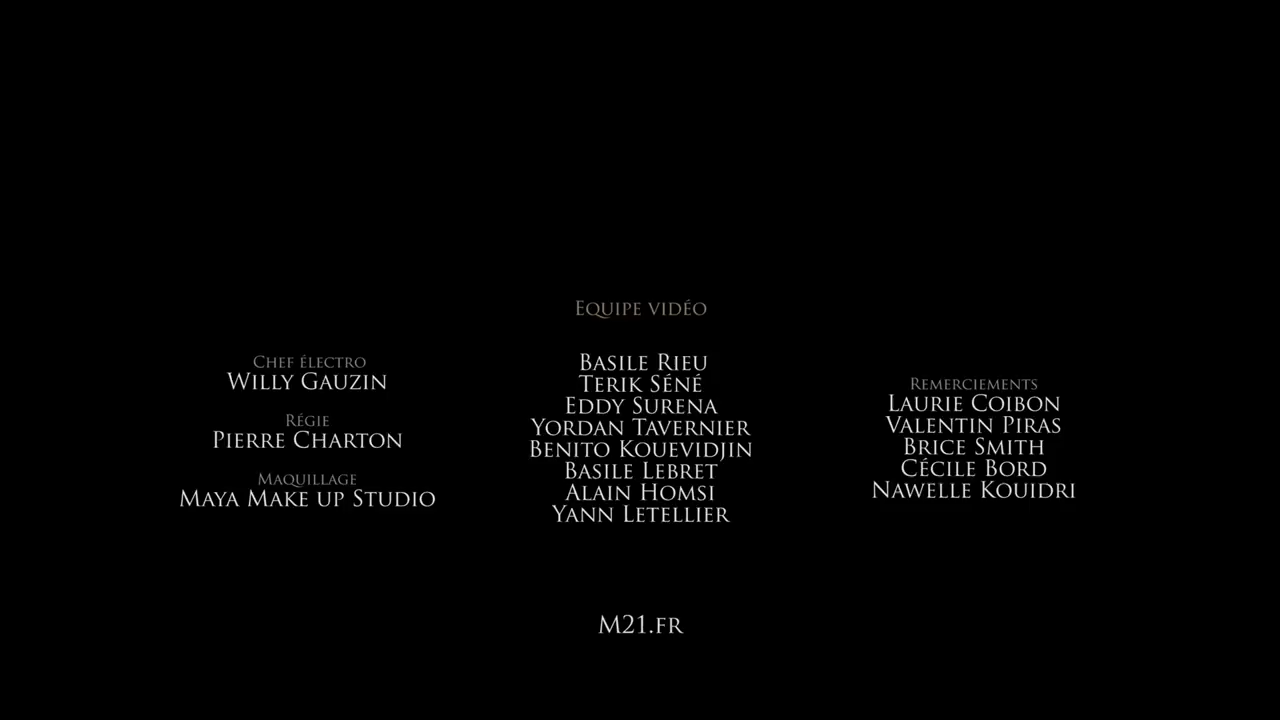 Equipe vidéo
Chef électro
Willy Gauzin
Régie
Pierre Charton
Maquillage
Maya Make up Studio
Basile Rieu
Terik Séné
Eddy Surena
Yordan Tavernier
Benito Kouevidjin
Basile Lebret
Alain Homsi
Yann Letellier
Remerciements
Laurie Coibon
Valentin Piras
Brice Smith
Cécile Bord
Nawelle Kouidri
M21.fr